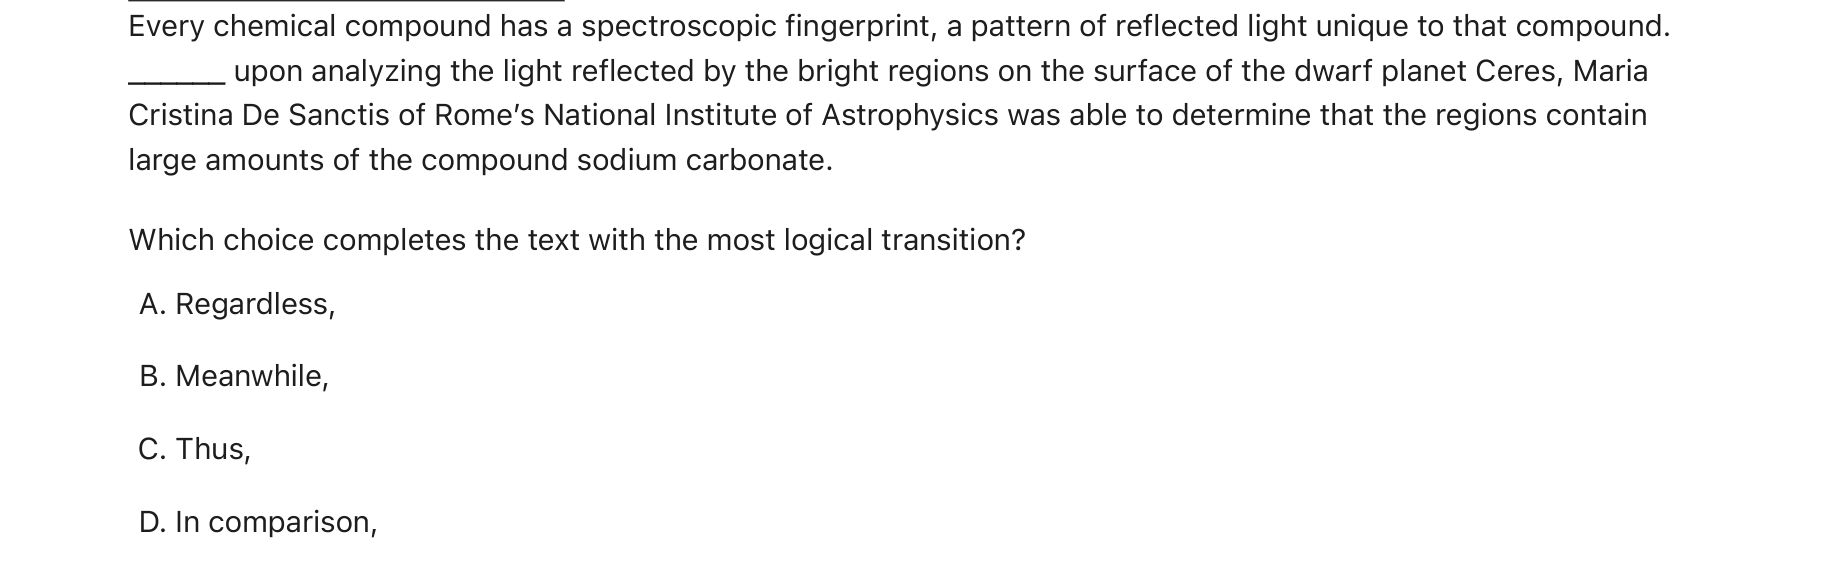 Every chemical compound has a spectroscopic fingerprint, a pattern of reflected light unique to that compound.
______ upon analyzing the light reflected by the bright regions on the surface of the dwarf planet Ceres, Maria
Cristina De Sanctis of Rome’s National Institute of Astrophysics was able to determine that the regions contain
large amounts of the compound sodium carbonate.
Which choice completes the text with the most logical transition?
A. Regardless,
B. Meanwhile,
C. Thus,
D. In comparison,